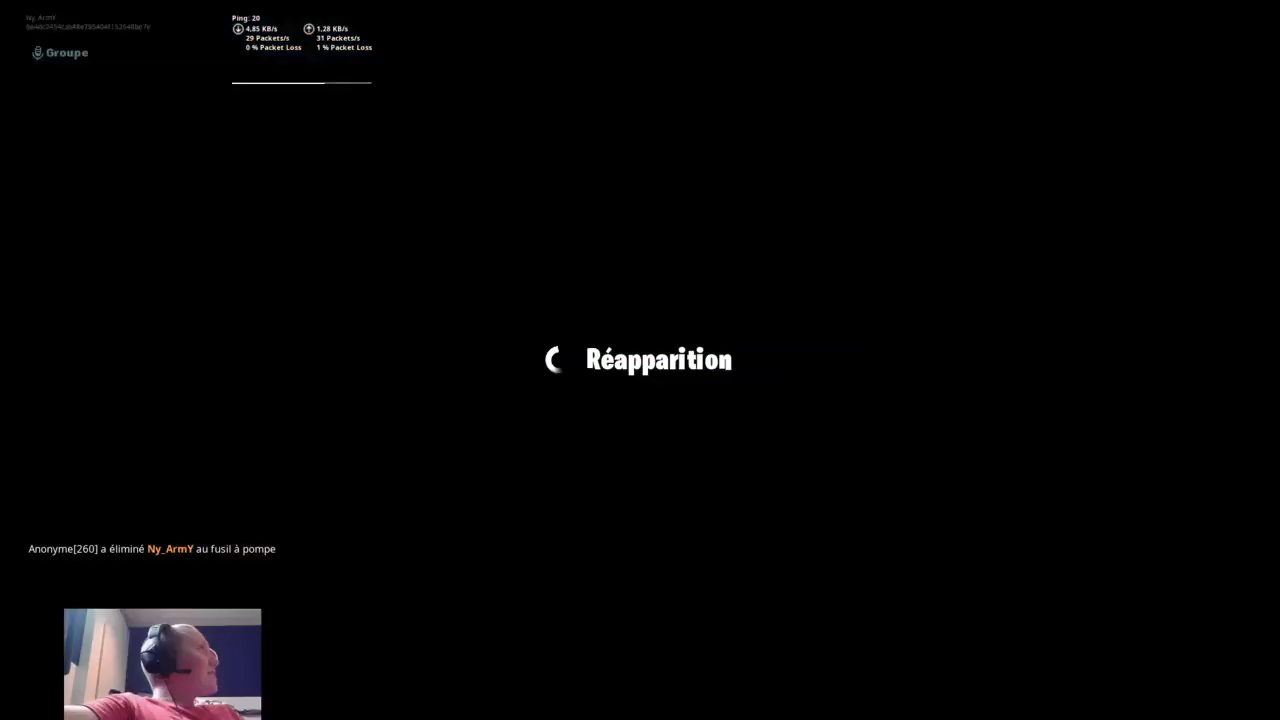 Ny_ArmY
Groupe
Ping: 20
4,85 KB/s 1,28 KB/s
29 Packets/s 31 Packets/s
0 % Packet Loss 1 % Packet Loss
Réapparition
Anonyme[260] a éliminé Ny_ArmY au fusil à pompe